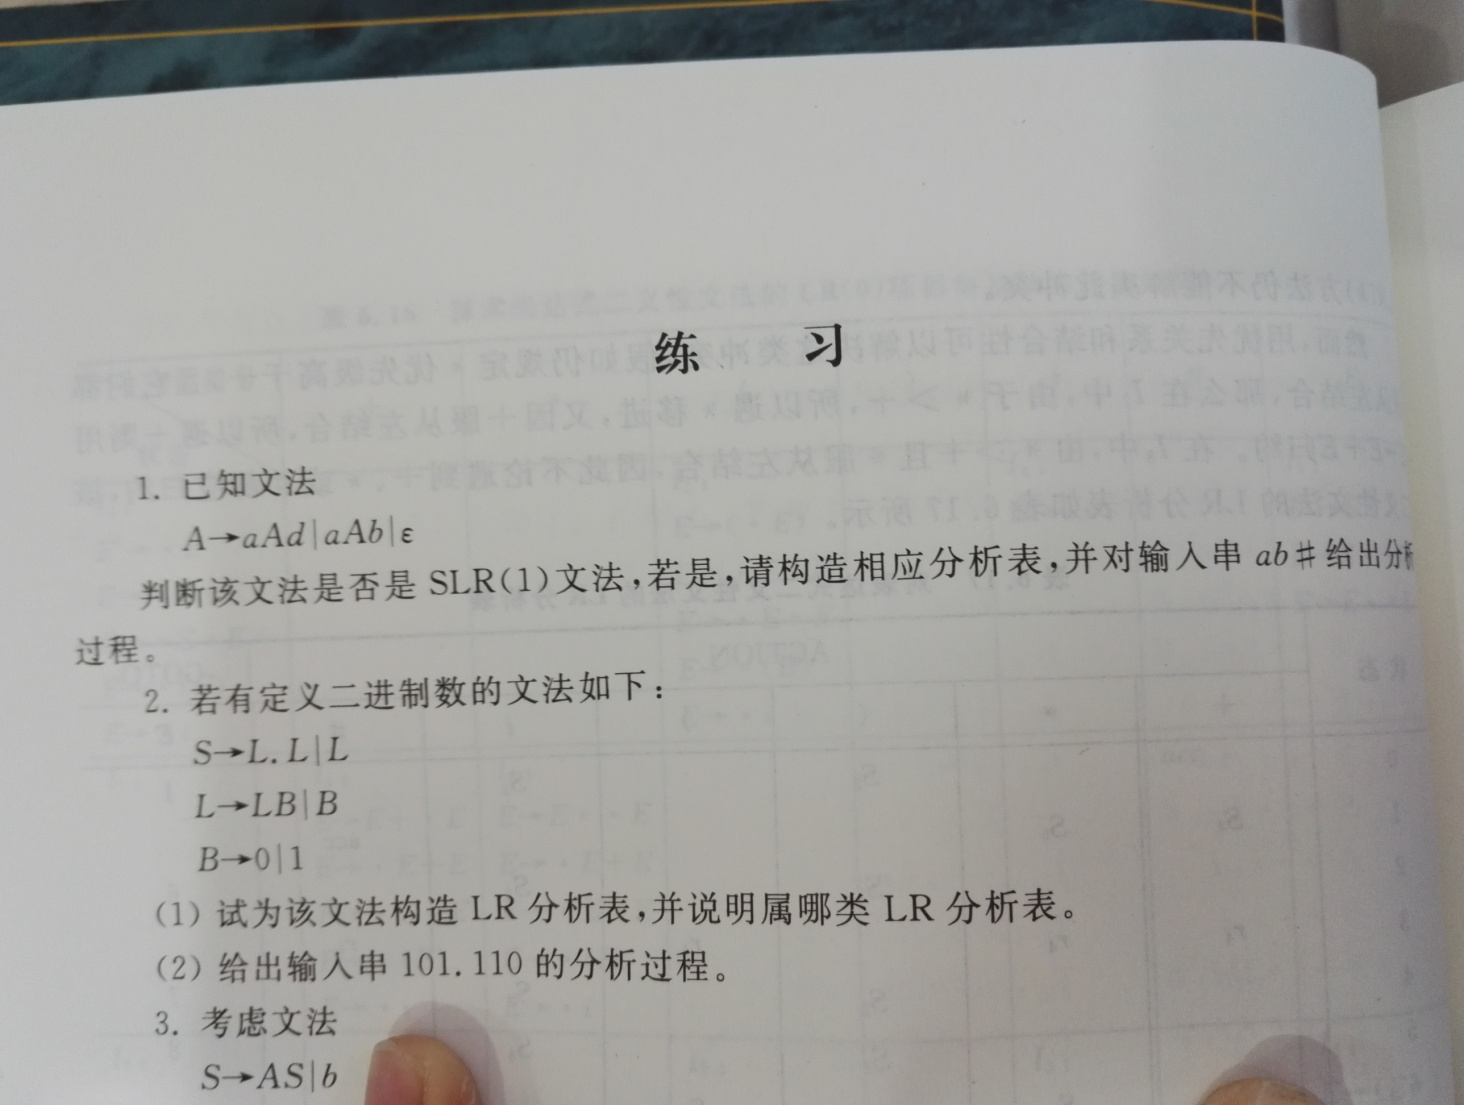 练 习
1. 已知文法
A→aAd|aAb|ε
判断该文法是否是 SLR(1)文法,若是,请构造相应分析表,并对输入串 ab# 给出分析
过程。
2. 若有定义二进制数的文法如下:
S→L.L|L
L→LB|B
B→0|1
(1) 试为该文法构造 LR 分析表,并说明属哪类 LR 分析表。
(2) 给出输入串 101.110 的分析过程。
3. 考虑文法
S→AS|b